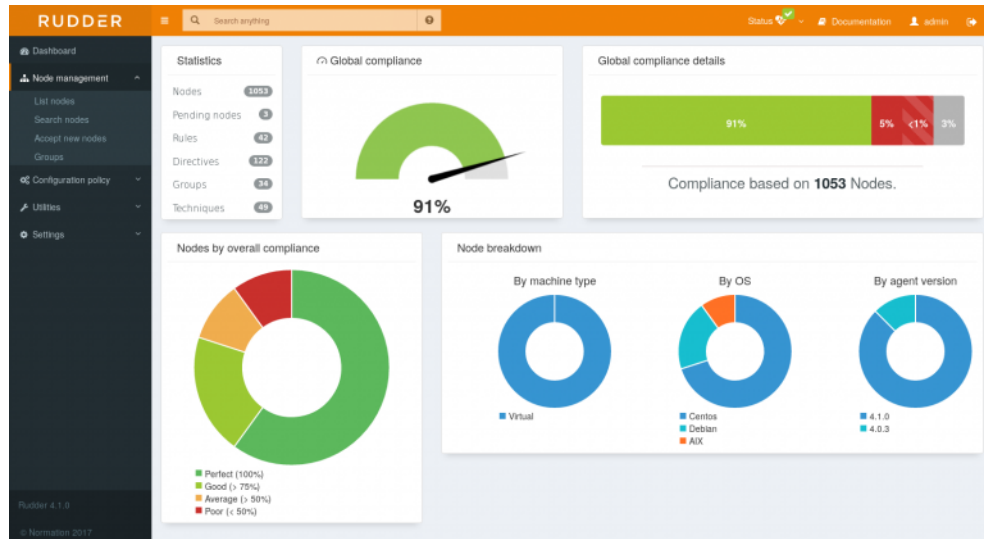 RUDDER
Search anything
Status
Documentation
admin
Dashboard
Node management
List nodes
Search nodes
Accept new nodes
Groups
Configuration policy
Utilities
Settings
Rudder 4.1.0
© Normation 2017
Statistics
Nodes 1053
Pending nodes 3
Rules 42
Directives 122
Groups 34
Techniques 49
Global compliance
91%
Global compliance details
91% 5% <1% 3%
Compliance based on 1053 Nodes.
Nodes by overall compliance
Perfect (100%)
Good (> 75%)
Average (> 50%)
Poor (< 50%)
Node breakdown
By machine type
Virtual
By OS
Centos
Debian
AIX
By agent version
4.1.0
4.0.3